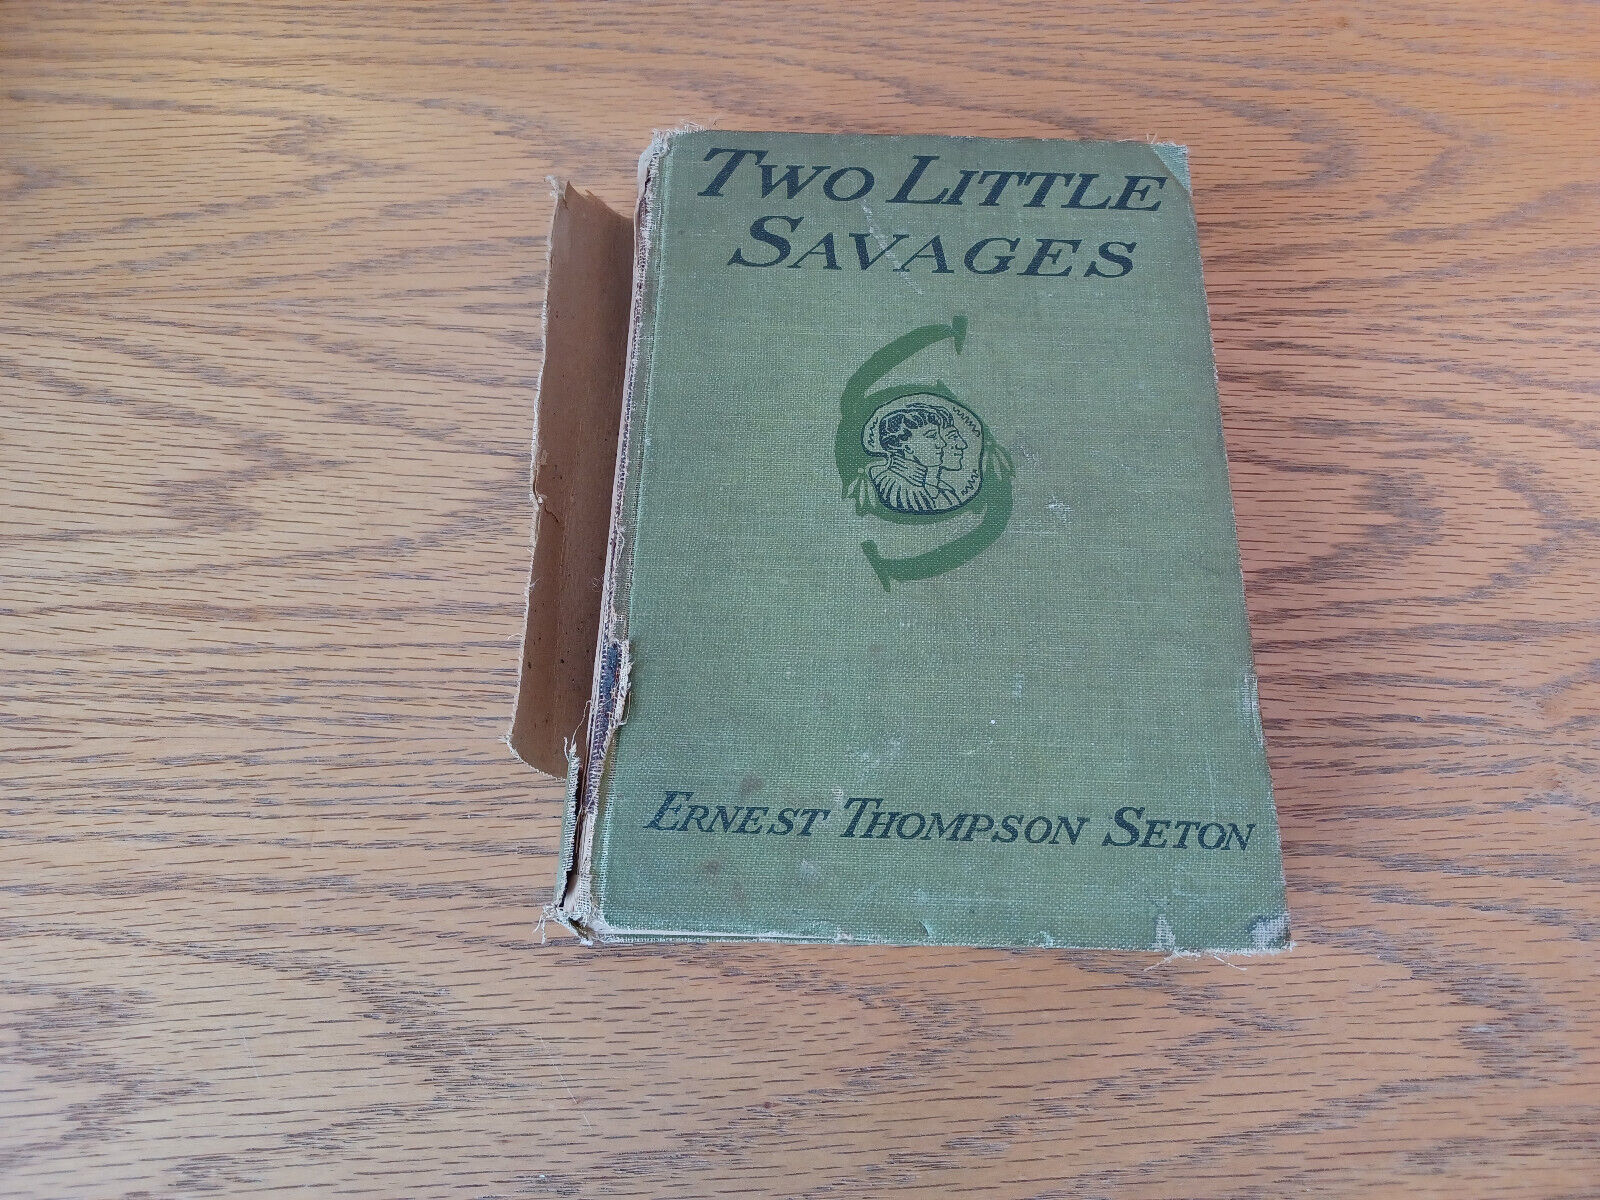 Two Little
Savages
Ernest Thompson Seton